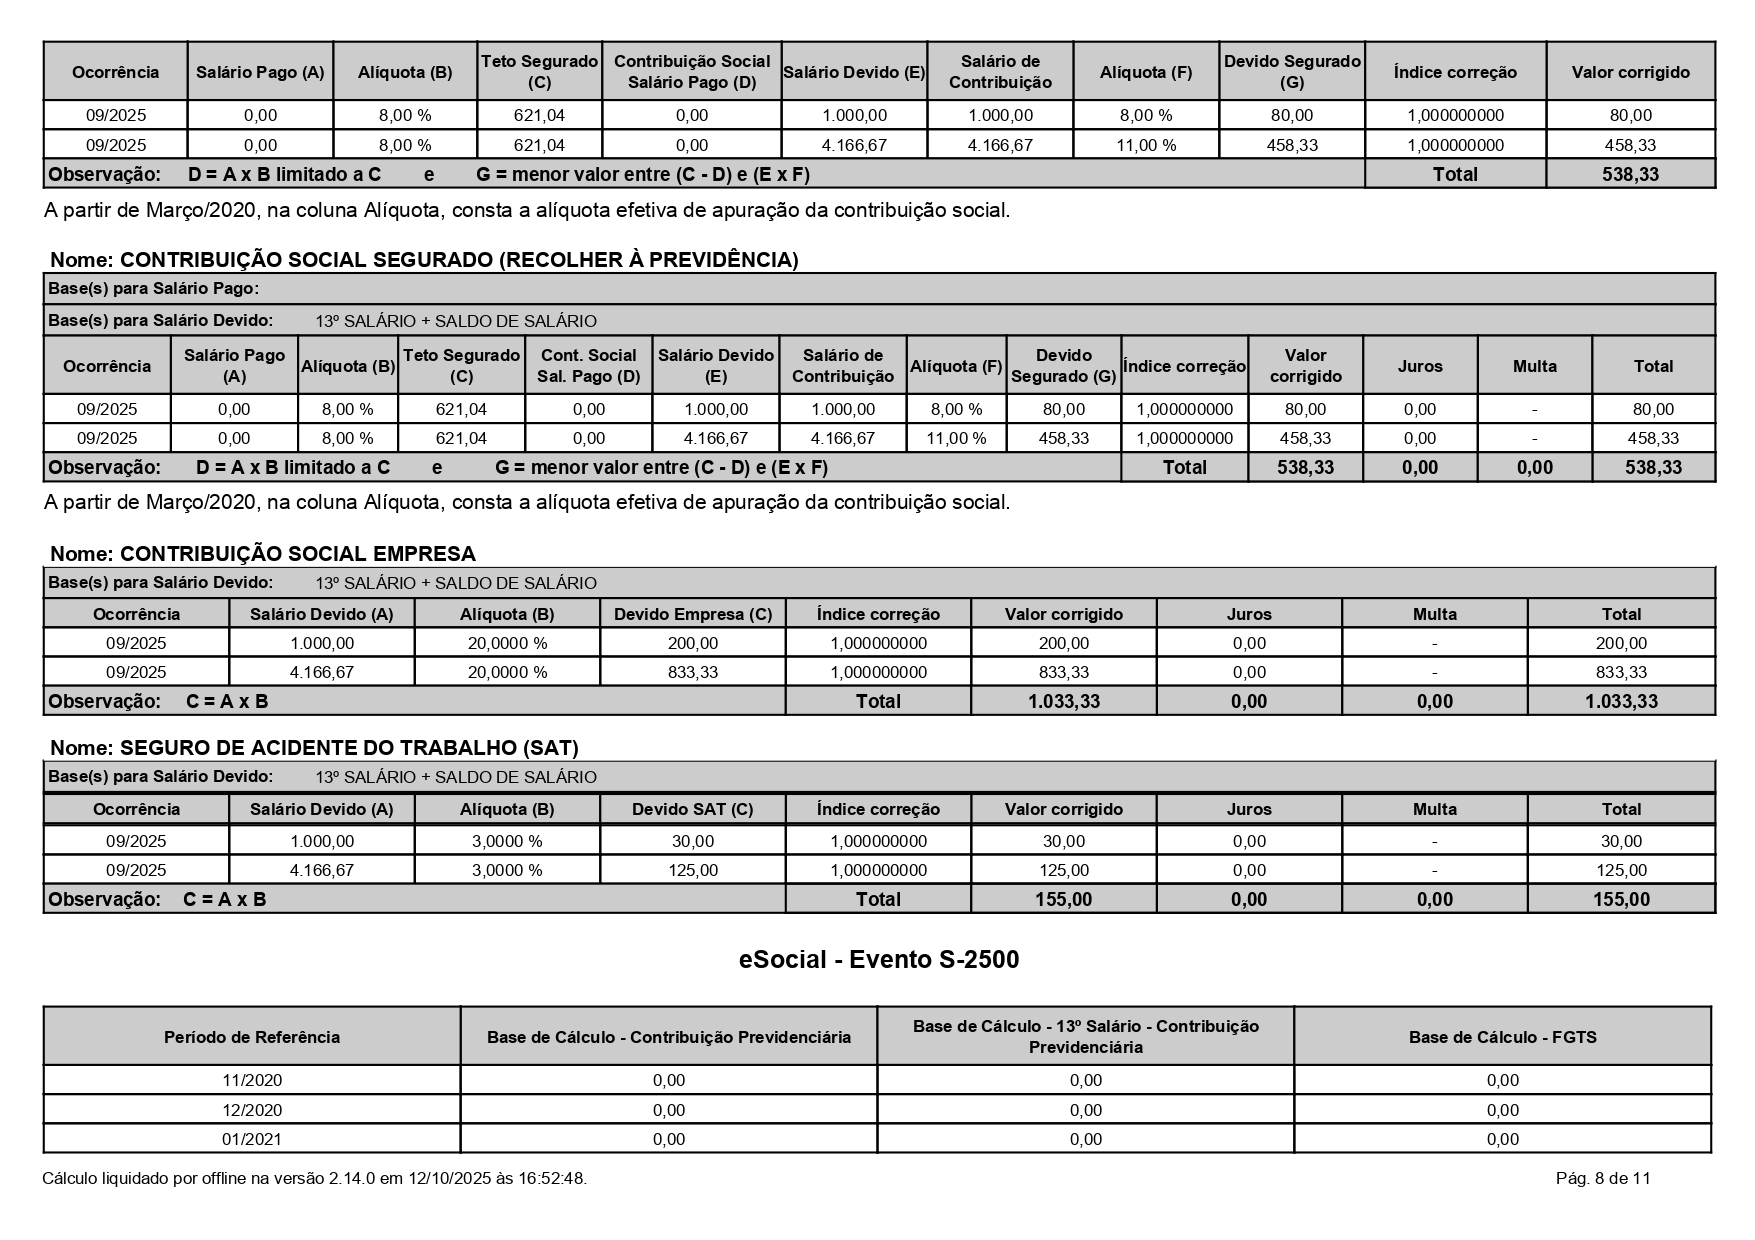 Ocorrência Salário Pago (A) Alíquota (B) Teto Segurado (C) Contribuição Social Salário Pago (D) Salário Devido (E) Salário de Contribuição Alíquota (F) Devido Segurado (G) Índice correção Valor corrigido
09/2025 0,00 8,00 % 621,04 0,00 1.000,00 1.000,00 8,00 % 80,00 1,000000000 80,00
09/2025 0,00 8,00 % 621,04 0,00 4.166,67 4.166,67 11,00 % 458,33 1,000000000 458,33
Observação: D = A x B limitado a C e G = menor valor entre (C - D) e (E x F) Total 538,33
A partir de Março/2020, na coluna Alíquota, consta a alíquota efetiva de apuração da contribuição social.
Nome: CONTRIBUIÇÃO SOCIAL SEGURADO (RECOLHER À PREVIDÊNCIA)
Base(s) para Salário Pago:
Base(s) para Salário Devido: 13º SALÁRIO + SALDO DE SALÁRIO
Ocorrência Salário Pago (A) Alíquota (B) Teto Segurado (C) Cont. Social Sal. Pago (D) Salário Devido (E) Salário de Contribuição Alíquota (F) Devido Segurado (G) Índice correção Valor corrigido Juros Multa Total
09/2025 0,00 8,00 % 621,04 0,00 1.000,00 1.000,00 8,00 % 80,00 1,000000000 80,00 0,00 - 80,00
09/2025 0,00 8,00 % 621,04 0,00 4.166,67 4.166,67 11,00 % 458,33 1,000000000 458,33 0,00 - 458,33
Observação: D = A x B limitado a C e G = menor valor entre (C - D) e (E x F) Total 538,33 0,00 0,00 538,33
A partir de Março/2020, na coluna Alíquota, consta a alíquota efetiva de apuração da contribuição social.
Nome: CONTRIBUIÇÃO SOCIAL EMPRESA
Base(s) para Salário Devido: 13º SALÁRIO + SALDO DE SALÁRIO
Ocorrência Salário Devido (A) Alíquota (B) Devido Empresa (C) Índice correção Valor corrigido Juros Multa Total
09/2025 1.000,00 20,0000 % 200,00 1,000000000 200,00 0,00 - 200,00
09/2025 4.166,67 20,0000 % 833,33 1,000000000 833,33 0,00 - 833,33
Observação: C = A x B Total 1.033,33 0,00 0,00 1.033,33
Nome: SEGURO DE ACIDENTE DO TRABALHO (SAT)
Base(s) para Salário Devido: 13º SALÁRIO + SALDO DE SALÁRIO
Ocorrência Salário Devido (A) Alíquota (B) Devido SAT (C) Índice correção Valor corrigido Juros Multa Total
09/2025 1.000,00 3,0000 % 30,00 1,000000000 30,00 0,00 - 30,00
09/2025 4.166,67 3,0000 % 125,00 1,000000000 125,00 0,00 - 125,00
Observação: C = A x B Total 155,00 0,00 0,00 155,00
eSocial - Evento S-2500
Período de Referência Base de Cálculo - Contribuição Previdenciária Base de Cálculo - 13º Salário - Contribuição Previdenciária Base de Cálculo - FGTS
11/2020 0,00 0,00 0,00
12/2020 0,00 0,00 0,00
01/2021 0,00 0,00 0,00
Cálculo liquidado por offline na versão 2.14.0 em 12/10/2025 às 16:52:48. Pág. 8 de 11